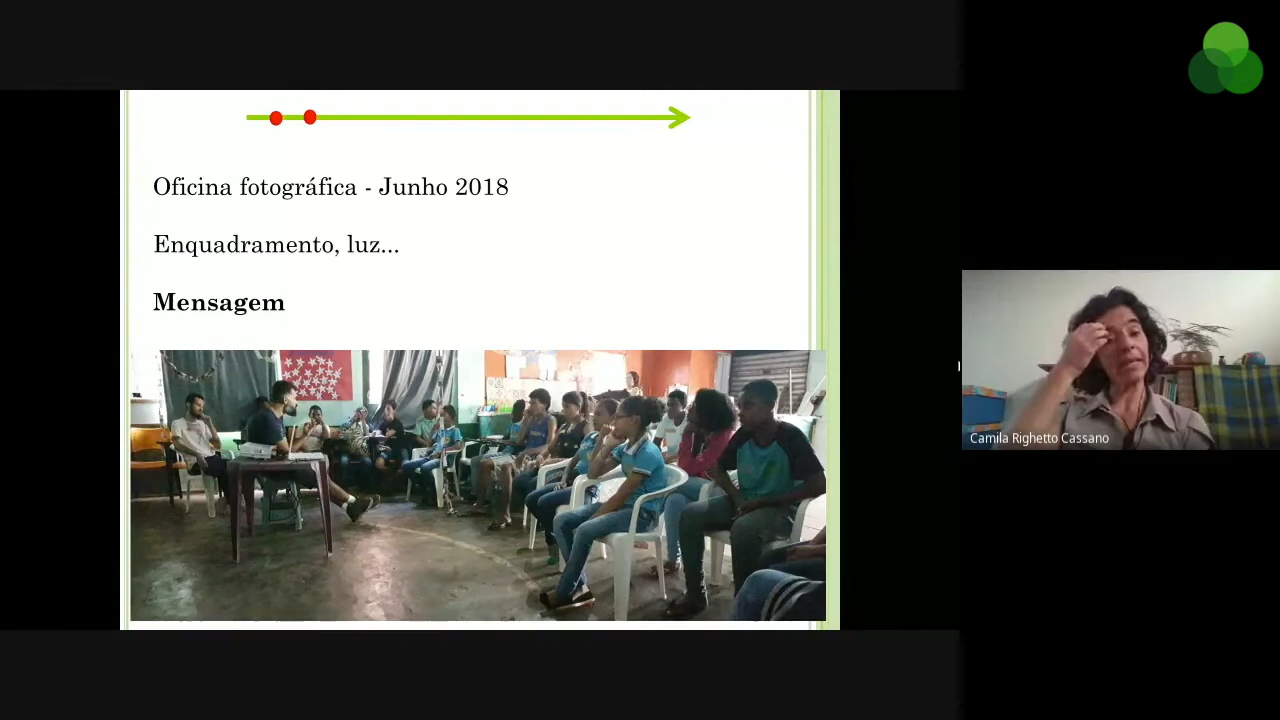 Oficina fotográfica - Junho 2018
Enquadramento, luz...
Mensagem
Camila Righetto Cassano